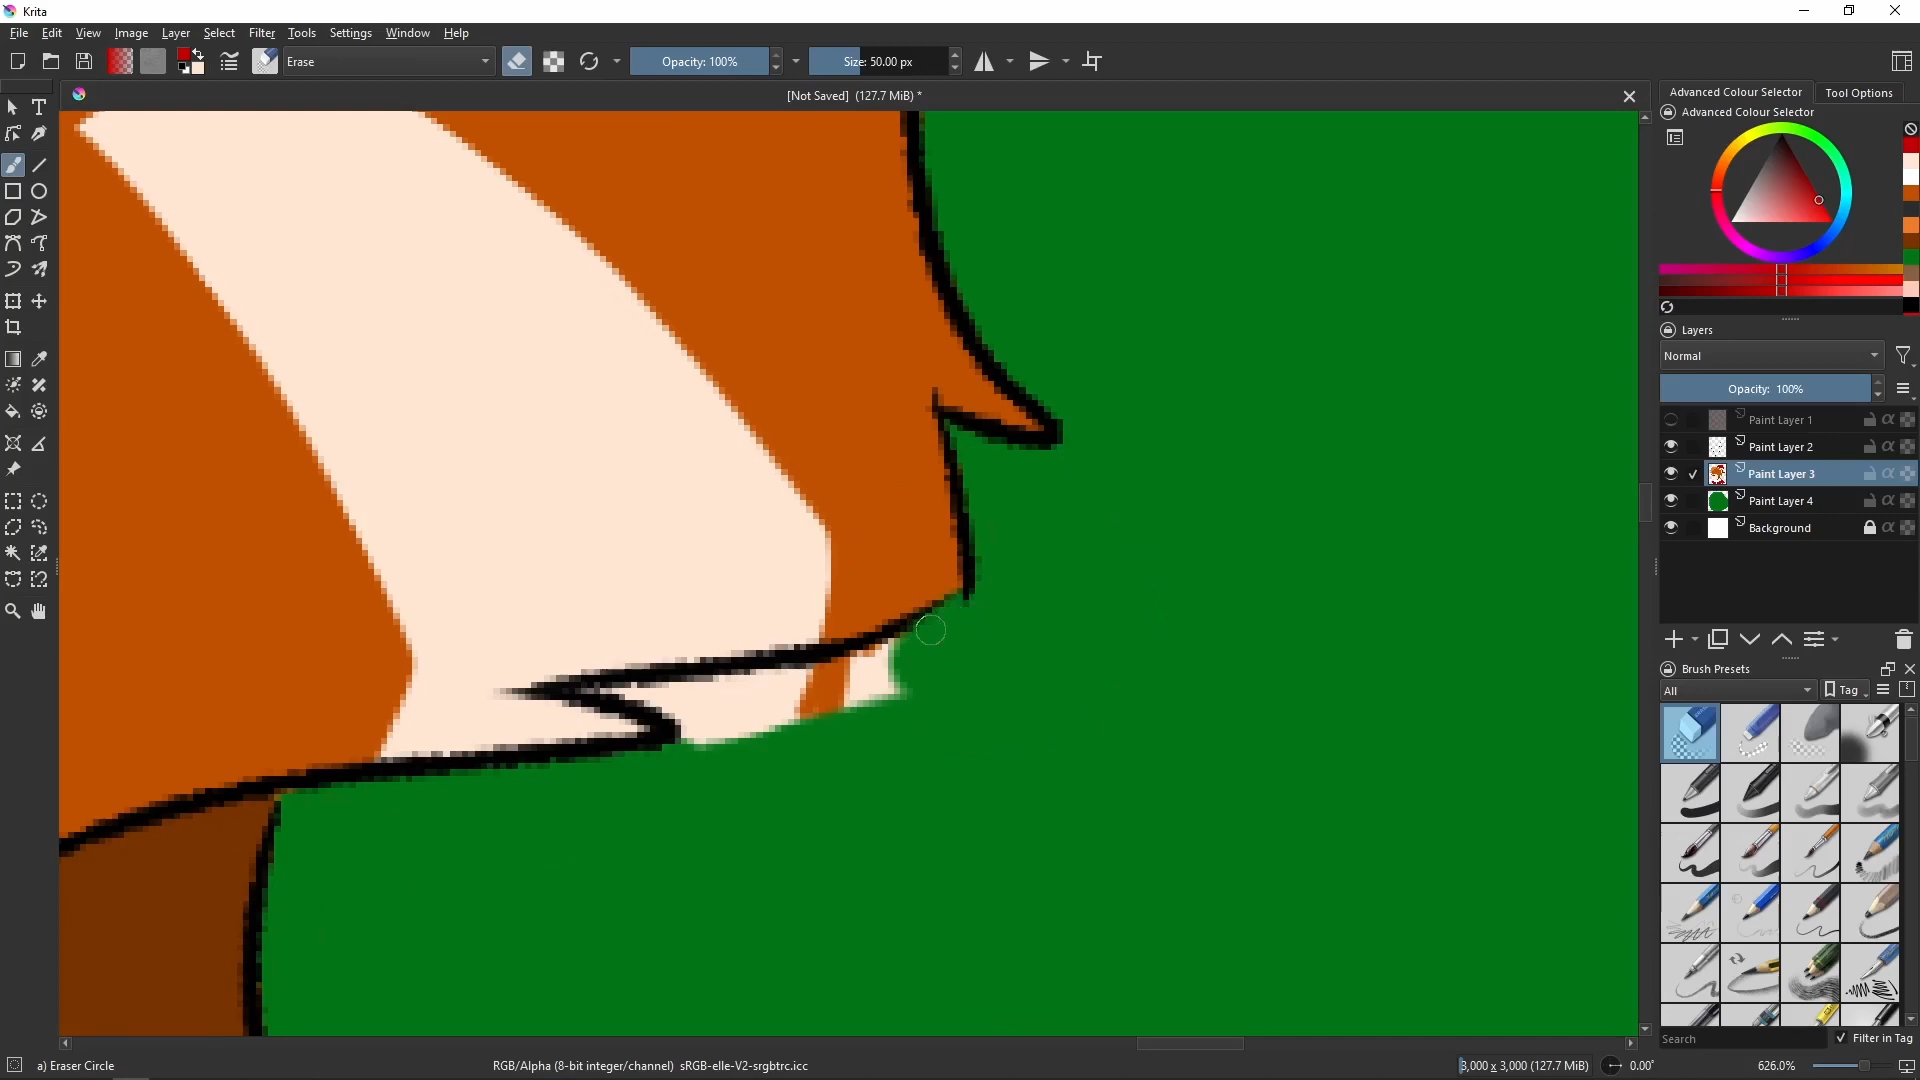 Krita
File Edit View Image Layer Select Filter Tools Settings Window Help
Erase
Opacity: 100%
Size: 50.00 px
[Not Saved] (127.7 MiB) *
Advanced Colour Selector
Tool Options
Advanced Colour Selector
Layers
Normal
Opacity: 100%
Paint Layer 1
Paint Layer 2
Paint Layer 3
Paint Layer 4
Background
Brush Presets
All
Tag
Search
Filter in Tag
a) Eraser Circle
RGB/Alpha (8-bit integer/channel) sRGB-elle-V2-srgbtrc.icc
3,000 x 3,000 (127.7 MiB)
0.00°
626.0%